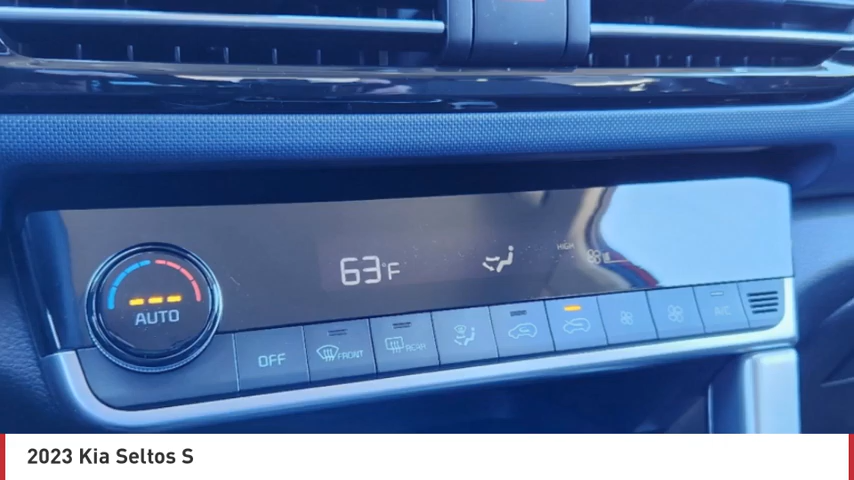 63°F
HIGH
AUTO
OFF
FRONT
REAR
A/C
2023 Kia Seltos S